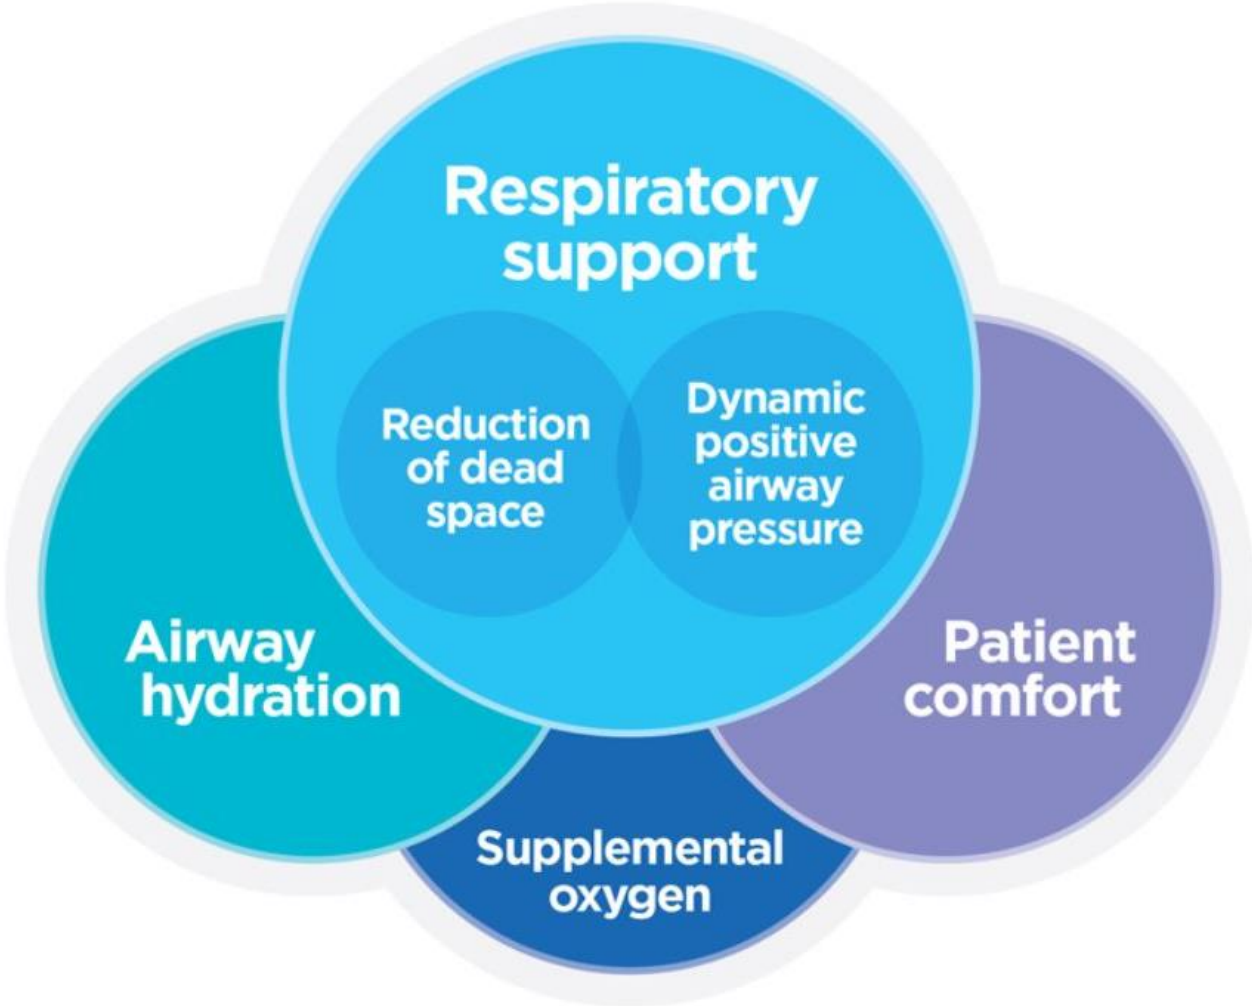 Respiratory
support
Reduction
of dead
space
Dynamic
positive
airway
pressure
Airway
hydration
Patient
comfort
Supplemental
oxygen